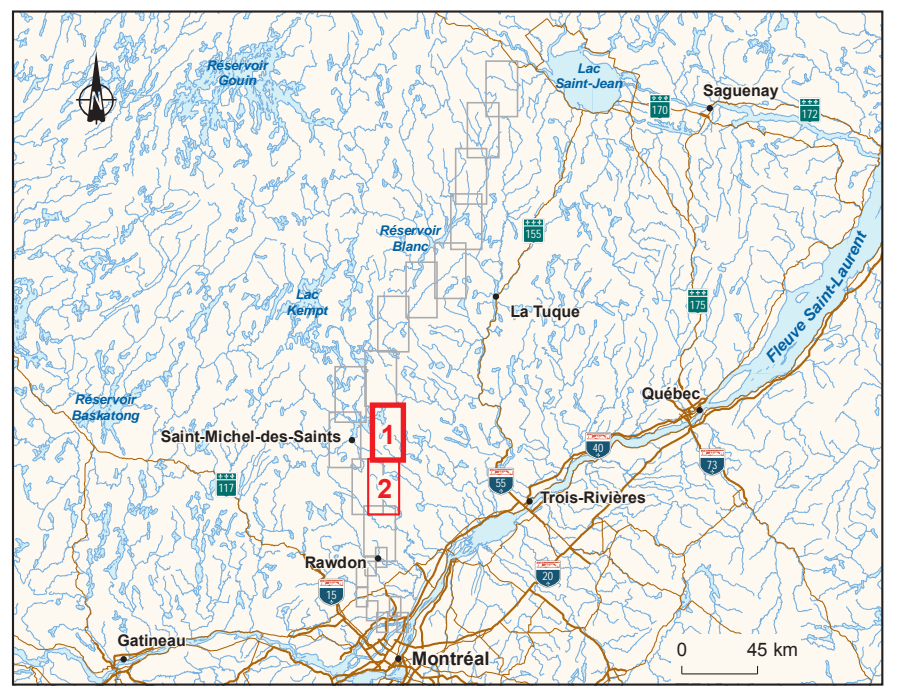 Réservoir
Gouin
N
Lac
Saint-Jean
Saguenay
170
172
Réservoir
Blanc
155
Lac
Kempt
La Tuque
175
Fleuve Saint-Laurent
Réservoir
Baskatong
Québec
1
Saint-Michel-des-Saints
40
73
117
2
55
Trois-Rivières
Rawdon
20
15
Gatineau
Montréal
0 45 km